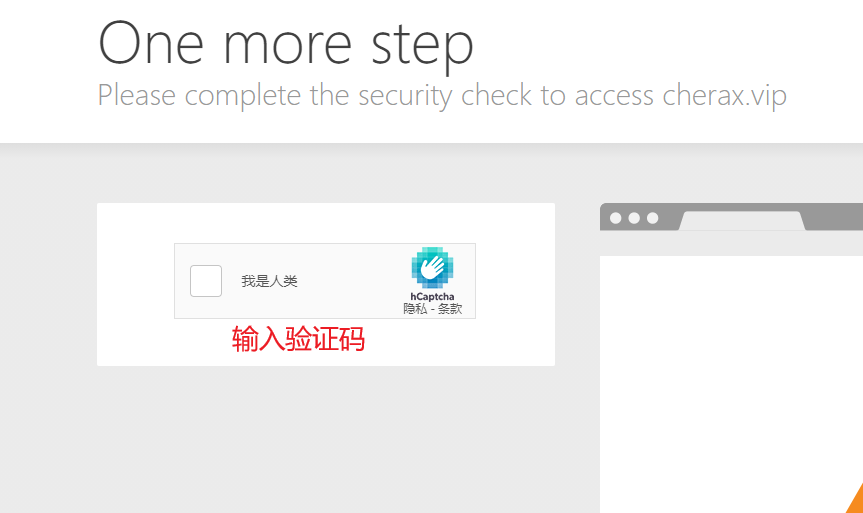 One more step
Please complete the security check to access cherax.vip
我是人类
hCaptcha
隐私 - 条款
输入验证码